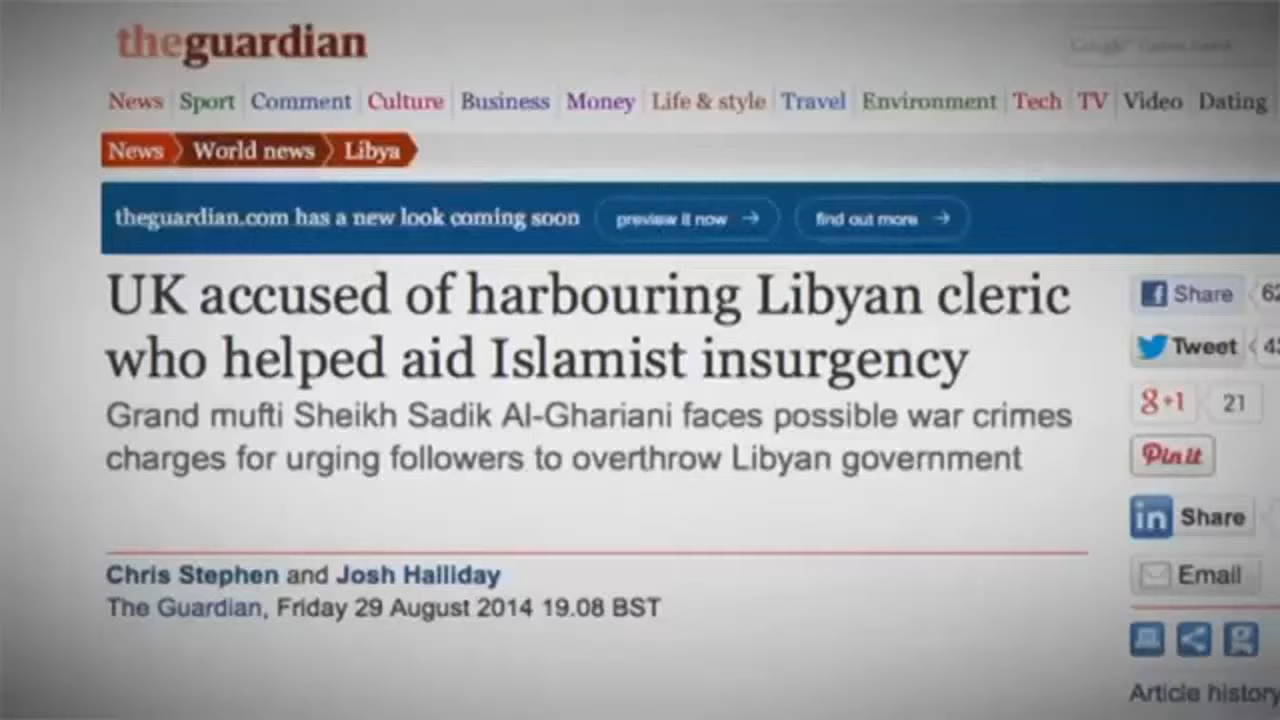 theguardian
News Sport Comment Culture Business Money Life & style Travel Environment Tech TV Video Dating
News World news Libya
theguardian.com has a new look coming soon preview it now → find out more →
UK accused of harbouring Libyan cleric
who helped aid Islamist insurgency
Grand mufti Sheikh Sadik Al-Ghariani faces possible war crimes
charges for urging followers to overthrow Libyan government
Chris Stephen and Josh Halliday
The Guardian, Friday 29 August 2014 19.08 BST
f Share
Tweet
g+1 21
Pin it
in Share
Email
Article history